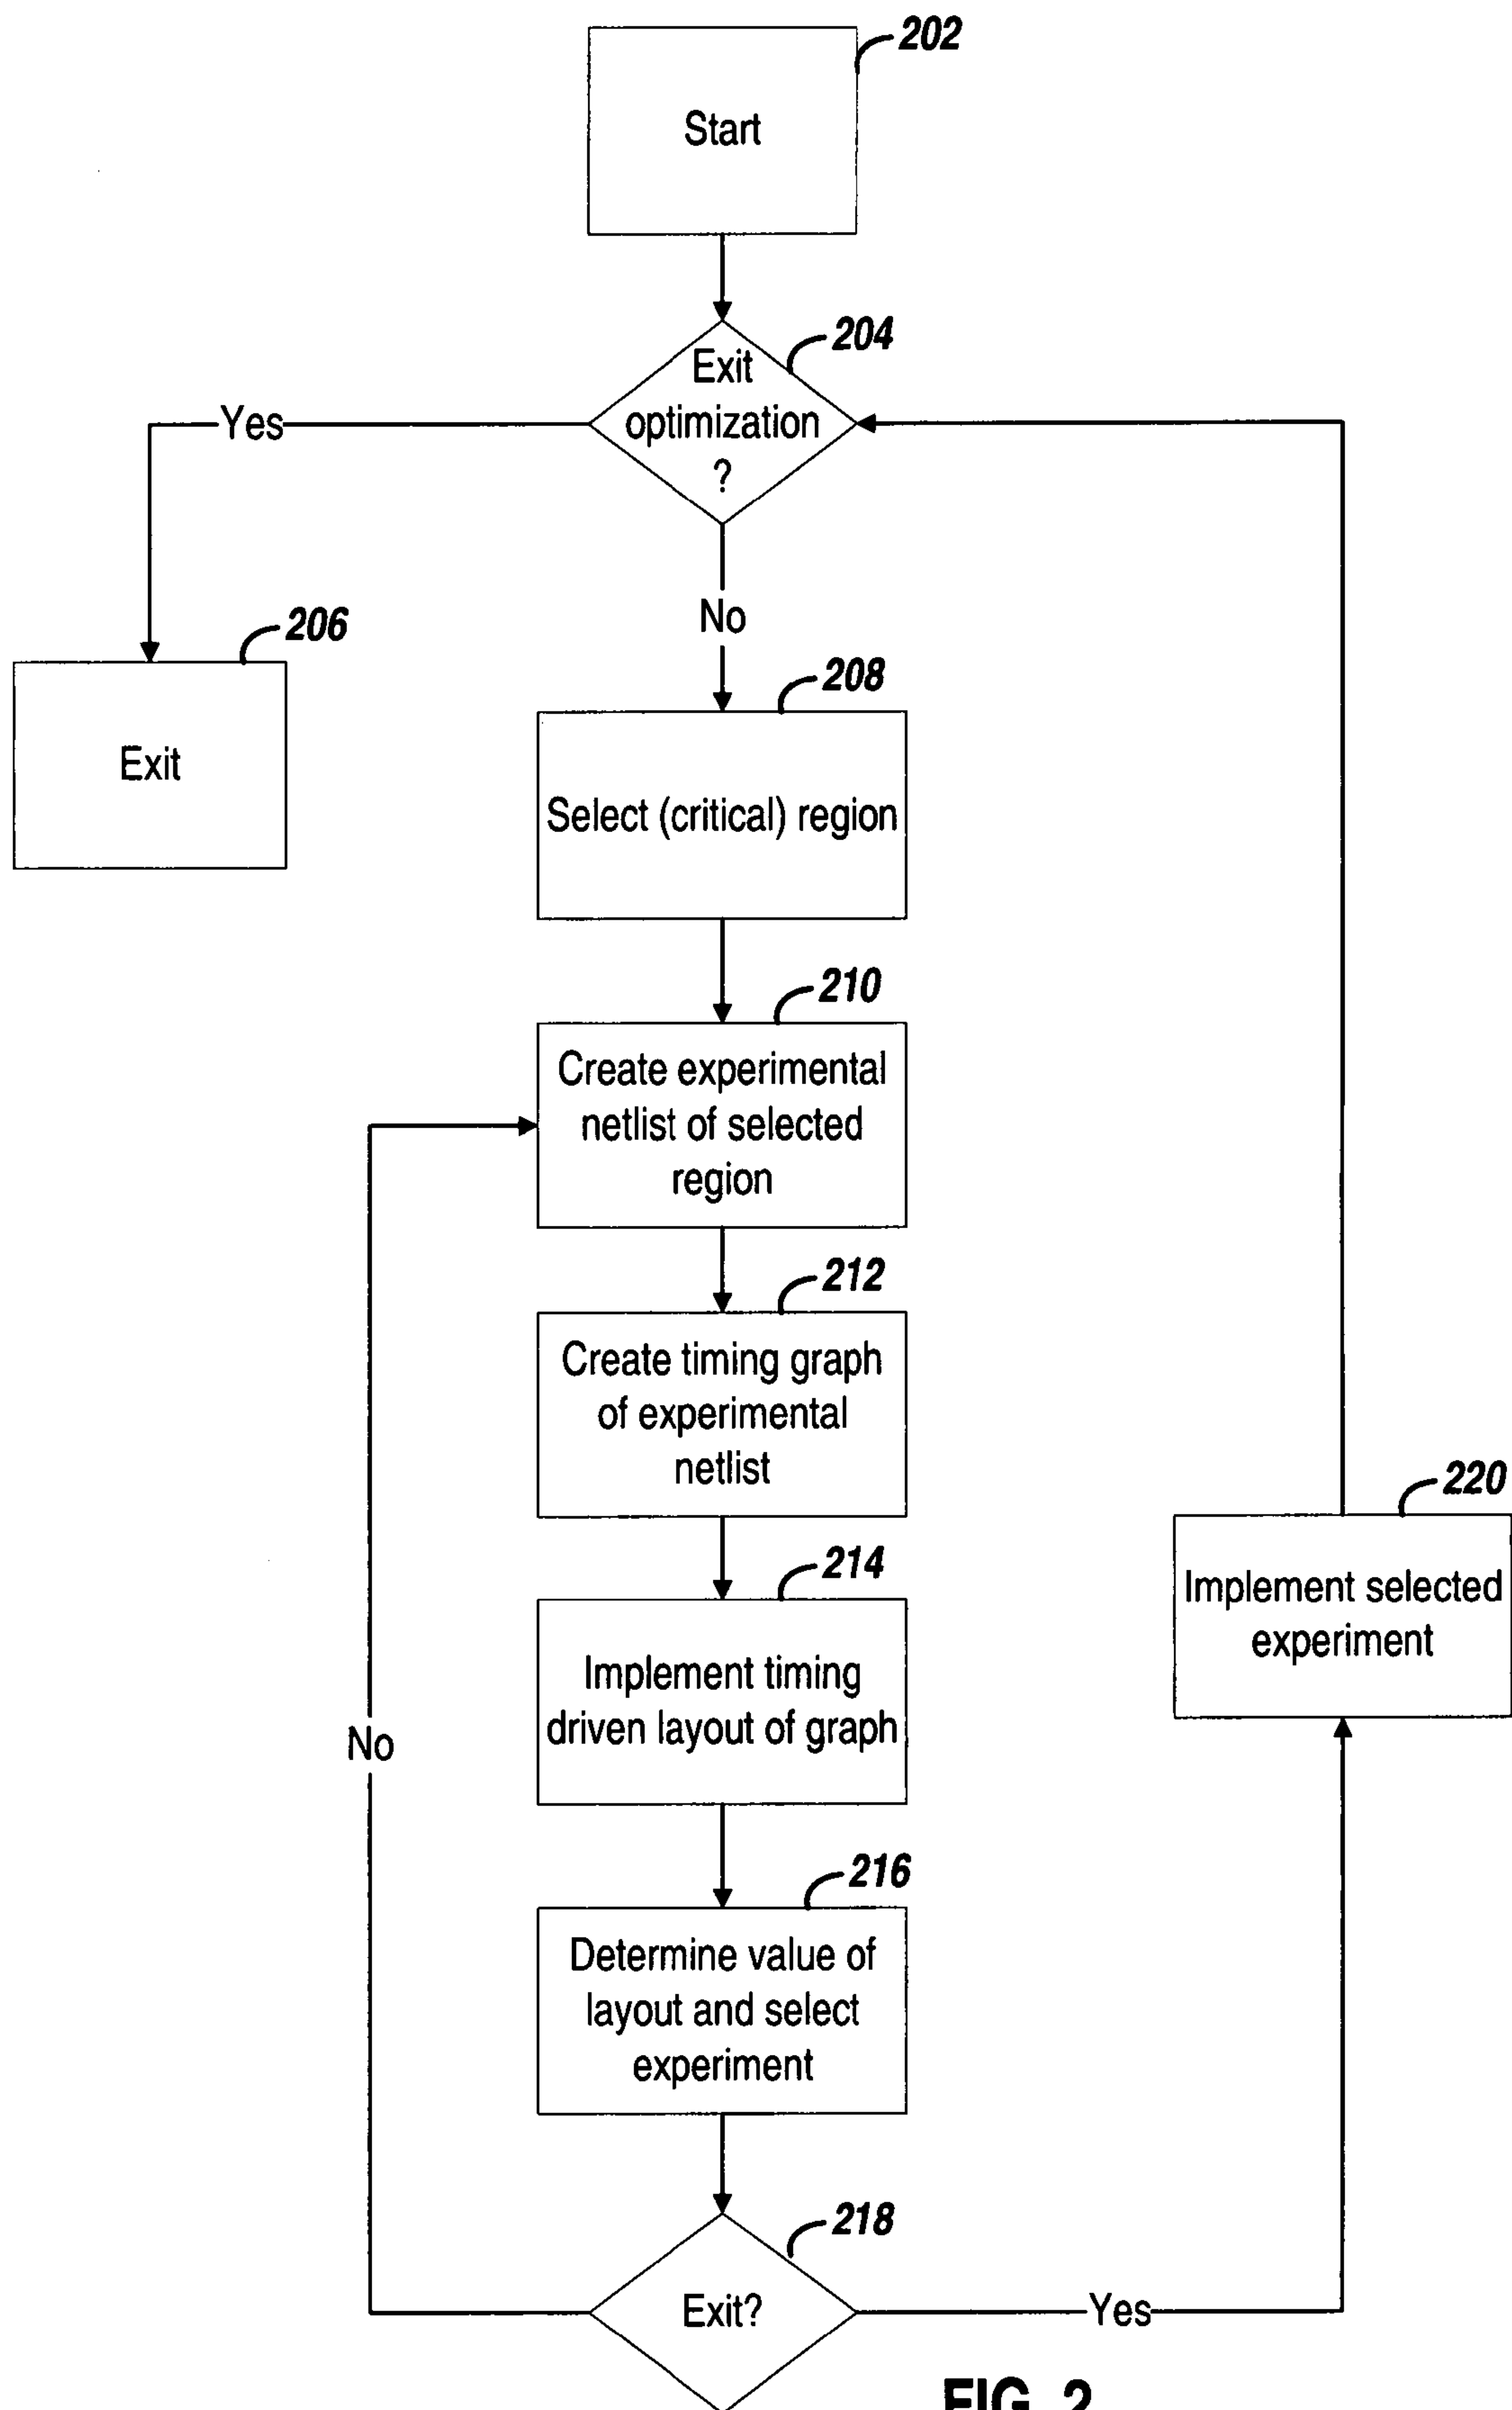 202
Start
204
Exit
optimization
?
Yes
No
206
Exit
208
Select (critical) region
210
Create experimental
netlist of selected
region
212
Create timing graph
of experimental
netlist
214
Implement timing
driven layout of graph
220
Implement selected
experiment
No
216
Determine value of
layout and select
experiment
218
Exit?
Yes
FIG. 2